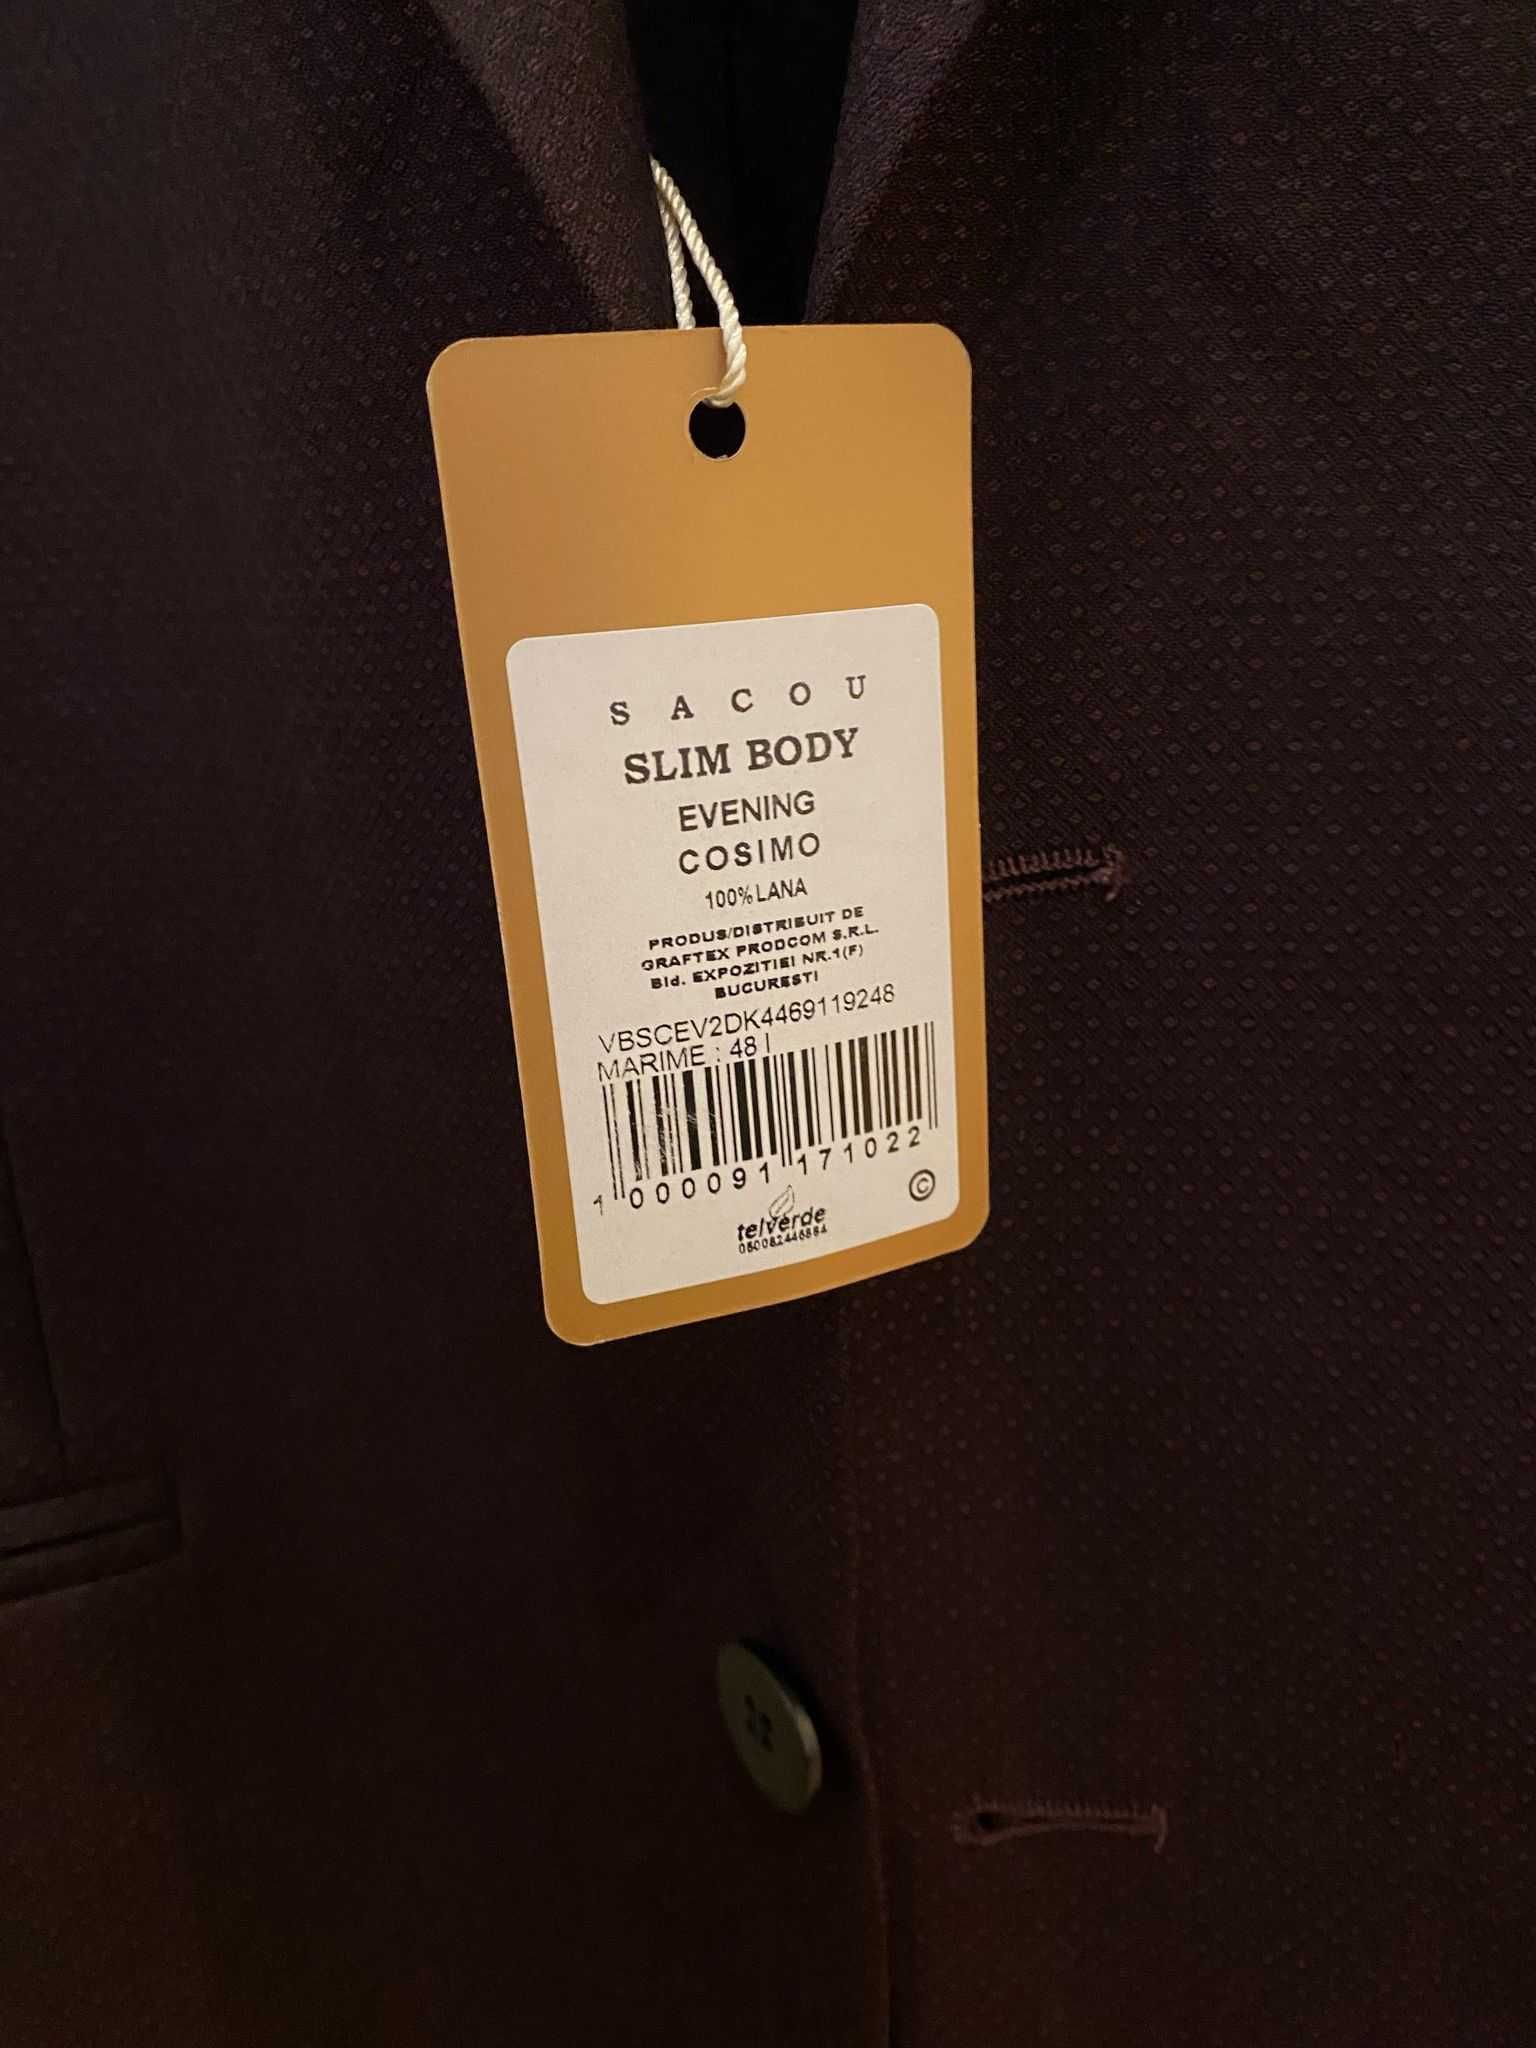 S A C O U
SLIM BODY
EVENING
COSIMO
100% LANA
PRODUS/DISTRIBUIT DE
GRAFTEX PRODCOM S.R.L.
Bld. EXPOZITIEI NR.1(F)
BUCURESTI
VBSCEV2DK4469119248
MARIME : 48 I
1 000091 171022
©
telverde